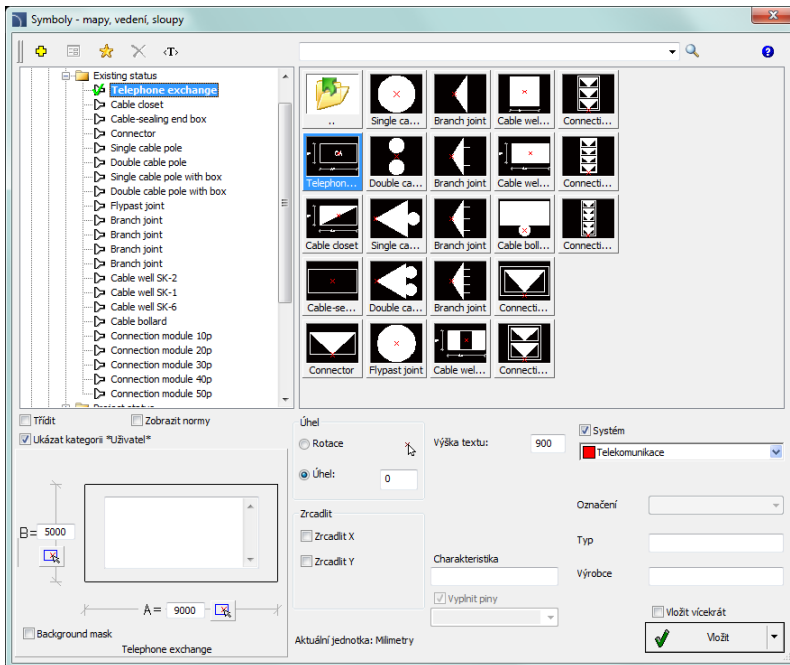 Symboly - mapy, vedení, sloupy
‹T›
Existing status
Telephone exchange
Cable closet
Cable-sealing end box
Connector
Single cable pole
Double cable pole
Single cable pole with box
Double cable pole with box
Flypast joint
Branch joint
Branch joint
Branch joint
Branch joint
Cable well SK-2
Cable well SK-1
Cable well SK-6
Cable bollard
Connection module 10p
Connection module 20p
Connection module 30p
Connection module 40p
Connection module 50p
..
Single ca...
Branch joint
Cable wel...
Connecti...
Telephon...
Double ca...
Branch joint
Cable wel...
Connecti...
Cable closet
Single ca...
Branch joint
Cable boll...
Connecti...
Cable-se...
Double ca...
Branch joint
Connecti...
Connector
Flypast joint
Cable wel...
Connecti...
Třídit
Zobrazit normy
Ukázat kategorii *Uživatel*
B= 5000
A= 9000
Background mask
Telephone exchange
Úhel
Rotace
Úhel:
0
Zrcadlit
Zrcadlit X
Zrcadlit Y
Aktuální jednotka: Milimetry
Výška textu:
900
Charakteristika
Vyplnit piny
Systém
Telekomunikace
Označení
Typ
Výrobce
Vložit vícekrát
Vložit